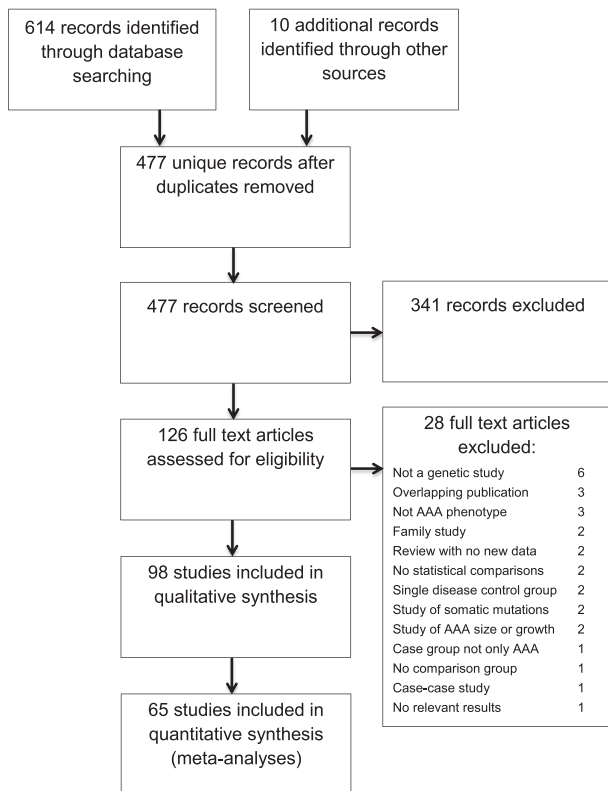 614 records identified
through database
searching
10 additional records
identified through other
sources
477 unique records after
duplicates removed
477 records screened
341 records excluded
126 full text articles
assessed for eligibility
28 full text articles
excluded:
Not a genetic study 6
Overlapping publication 3
Not AAA phenotype 3
Family study 2
Review with no new data 2
No statistical comparisons 2
Single disease control group 2
Study of somatic mutations 2
Study of AAA size or growth 2
Case group not only AAA 1
No comparison group 1
Case-case study 1
No relevant results 1
98 studies included in
qualitative synthesis
65 studies included in
quantitative synthesis
(meta-analyses)